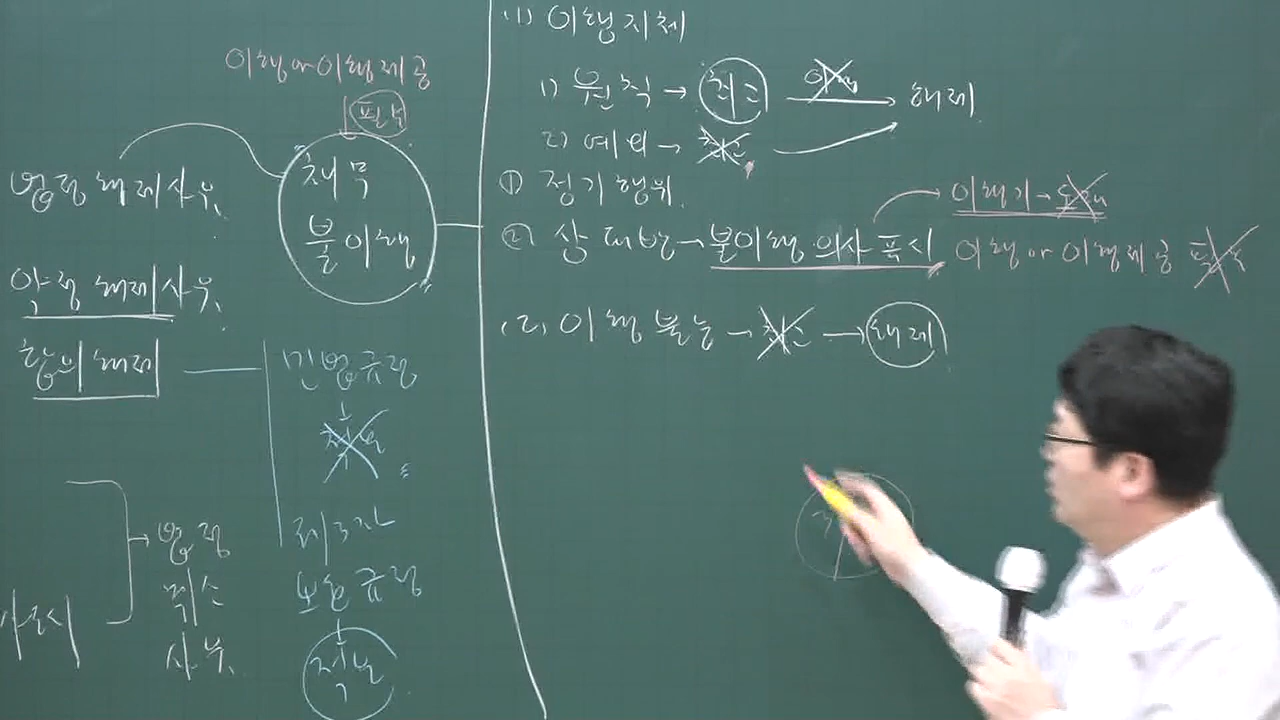 이행 or 이행제공
필수
법정해제사유
채무
불이행
약정해제사유
합의해제
민법규정
적용
제3자
보호규정
적용
법정
취소
사유
(1) 이행지체
1) 원칙 → 최고 → 해제
2) 예외 → 최고
① 정기행위
② 상대방 → 불이행 의사 표시
이행기 → 도래
이행 or 이행제공 필수
(2) 이행불능 → 최고 → 해제